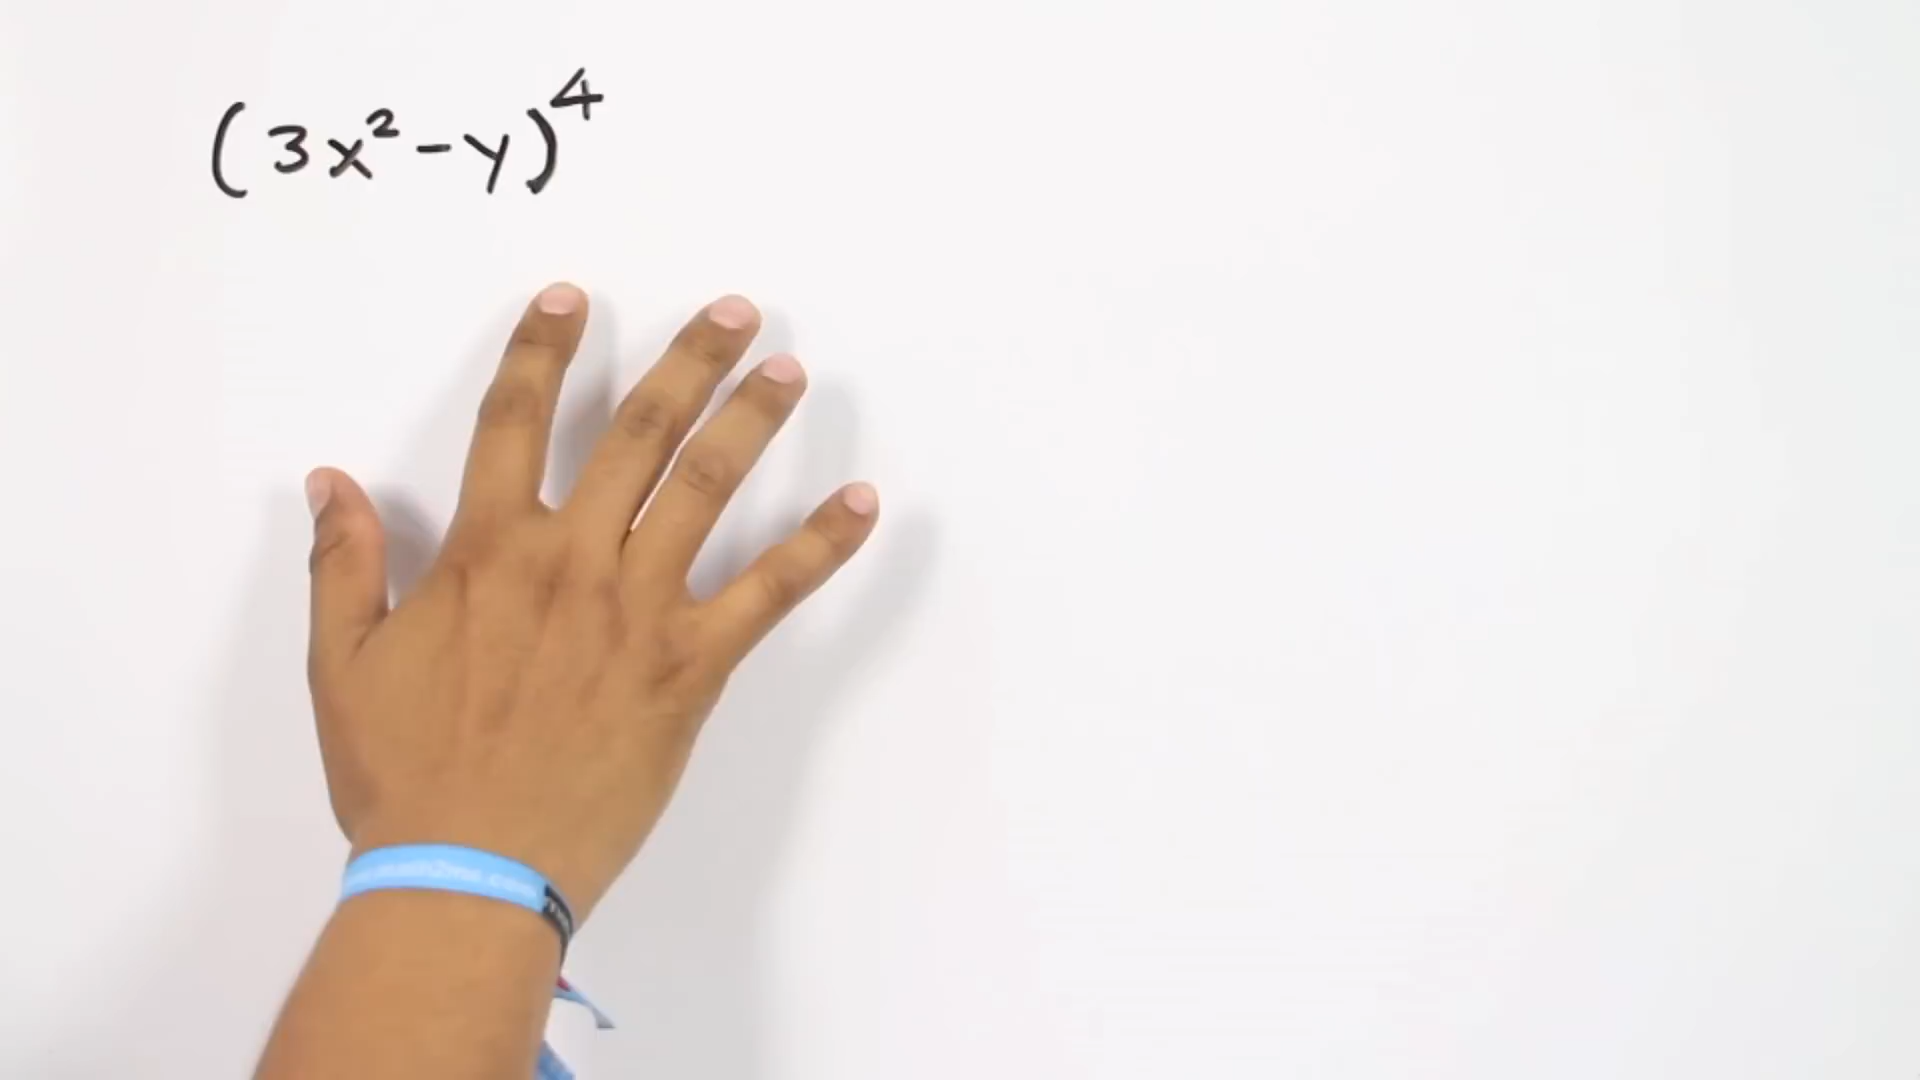 (3x² - y)⁴